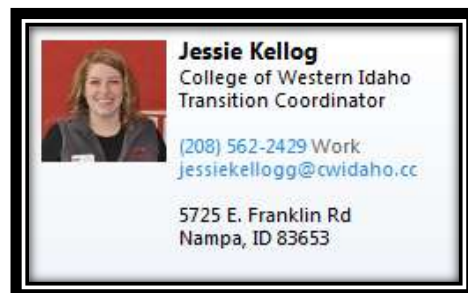 Jessie Kellog
College of Western Idaho
Transition Coordinator
(208) 562-2429 Work
jessiekellogg@cwidaho.cc
5725 E. Franklin Rd
Nampa, ID 83653